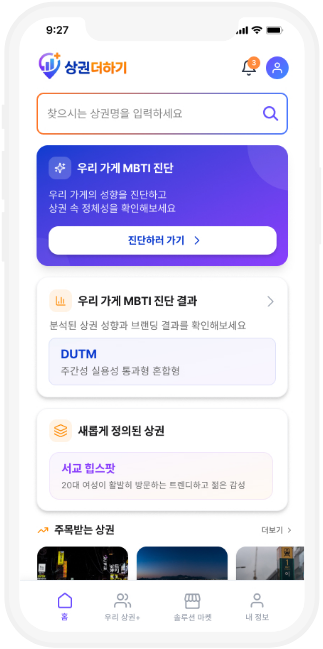 9:27
상권더하기
3
찾으시는 상권명을 입력하세요
우리 가게 MBTI 진단
우리 가게의 성향을 진단하고
상권 속 정체성을 확인해보세요
진단하러 가기
우리 가게 MBTI 진단 결과
분석된 상권 성향과 브랜딩 결과를 확인해보세요
DUTM
주간성 실용성 통과형 혼합형
새롭게 정의된 상권
서교 힙스팟
20대 여성이 활발히 방문하는 트렌디하고 젊은 감성
주목받는 상권
더보기
홈
우리 상권+
솔루션 마켓
내 정보